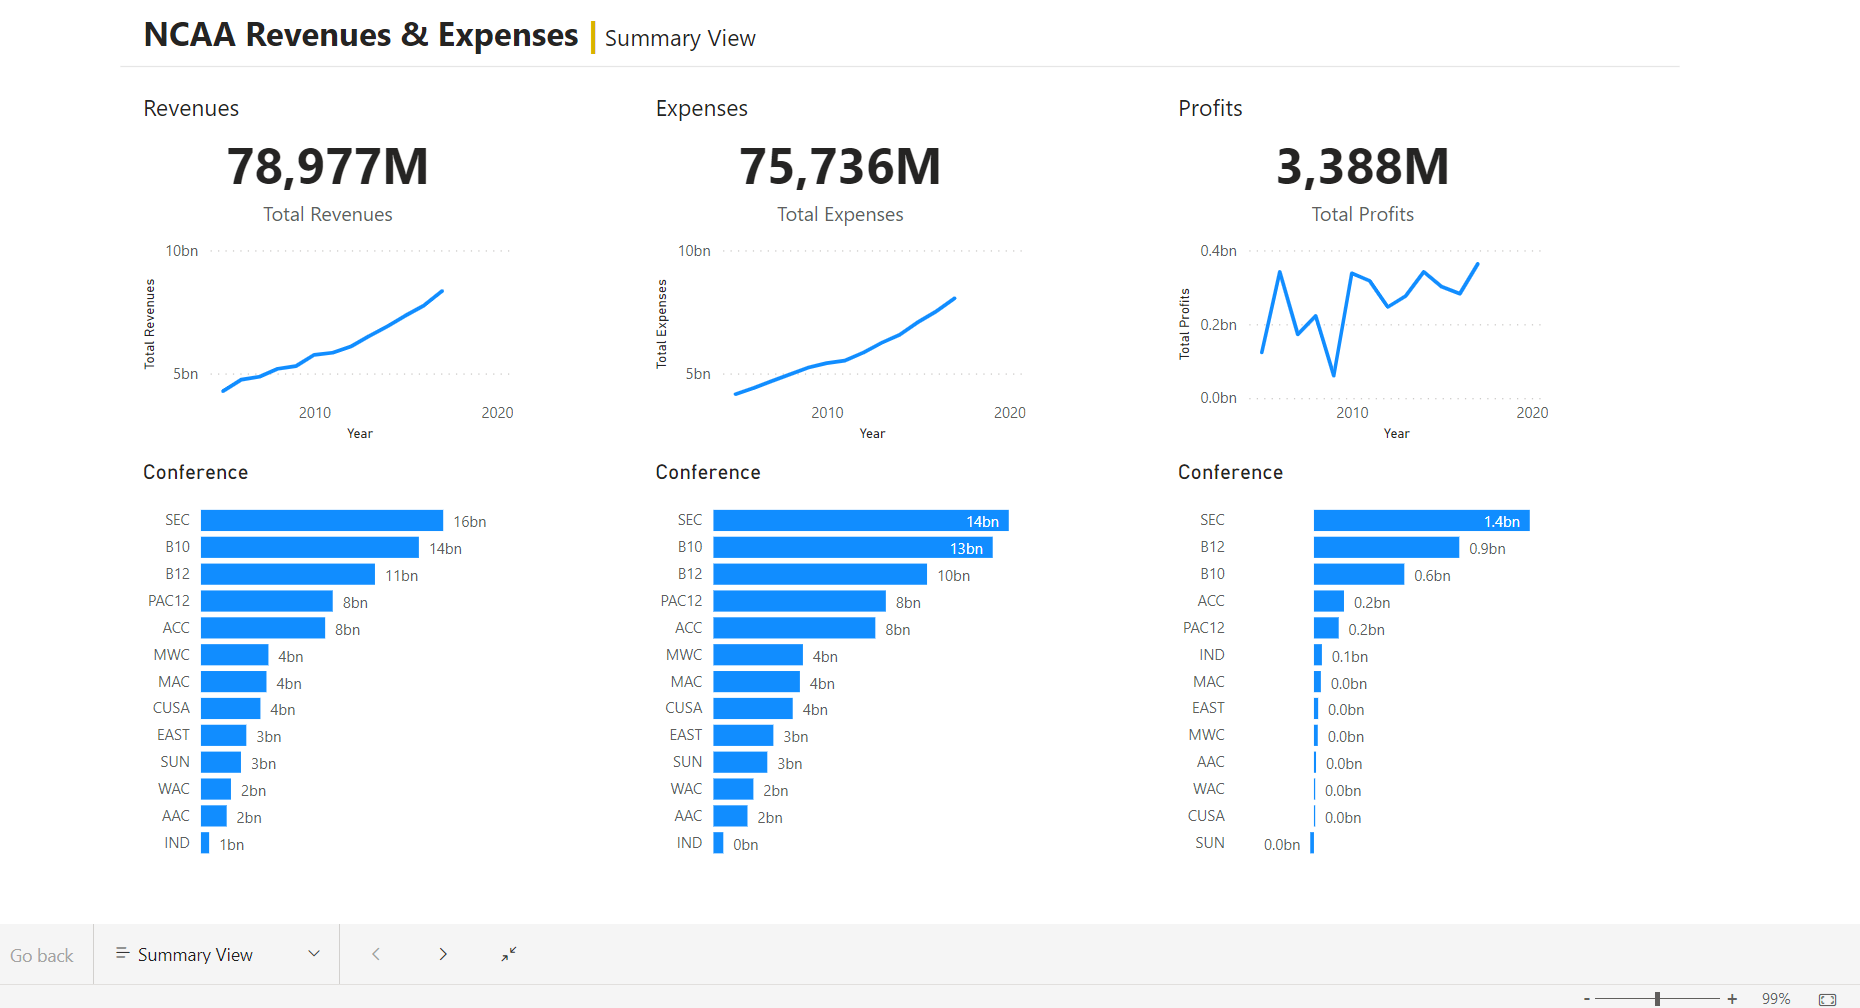 NCAA Revenues & Expenses | Summary View
Revenues
78,977M
Total Revenues
10bn
5bn
Total Revenues
2010
2020
Year
Conference
SEC 16bn
B10 14bn
B12 11bn
PAC12 8bn
ACC 8bn
MWC 4bn
MAC 4bn
CUSA 4bn
EAST 3bn
SUN 3bn
WAC 2bn
AAC 2bn
IND 1bn
Expenses
75,736M
Total Expenses
10bn
5bn
Total Expenses
2010
2020
Year
Conference
SEC 14bn
B10 13bn
B12 10bn
PAC12 8bn
ACC 8bn
MWC 4bn
MAC 4bn
CUSA 4bn
EAST 3bn
SUN 3bn
WAC 2bn
AAC 2bn
IND 0bn
Profits
3,388M
Total Profits
0.4bn
0.2bn
0.0bn
Total Profits
2010
2020
Year
Conference
SEC 1.4bn
B12 0.9bn
B10 0.6bn
ACC 0.2bn
PAC12 0.2bn
IND 0.1bn
MAC 0.0bn
EAST 0.0bn
MWC 0.0bn
AAC 0.0bn
WAC 0.0bn
CUSA 0.0bn
SUN 0.0bn
Go back
Summary View
- + 99%